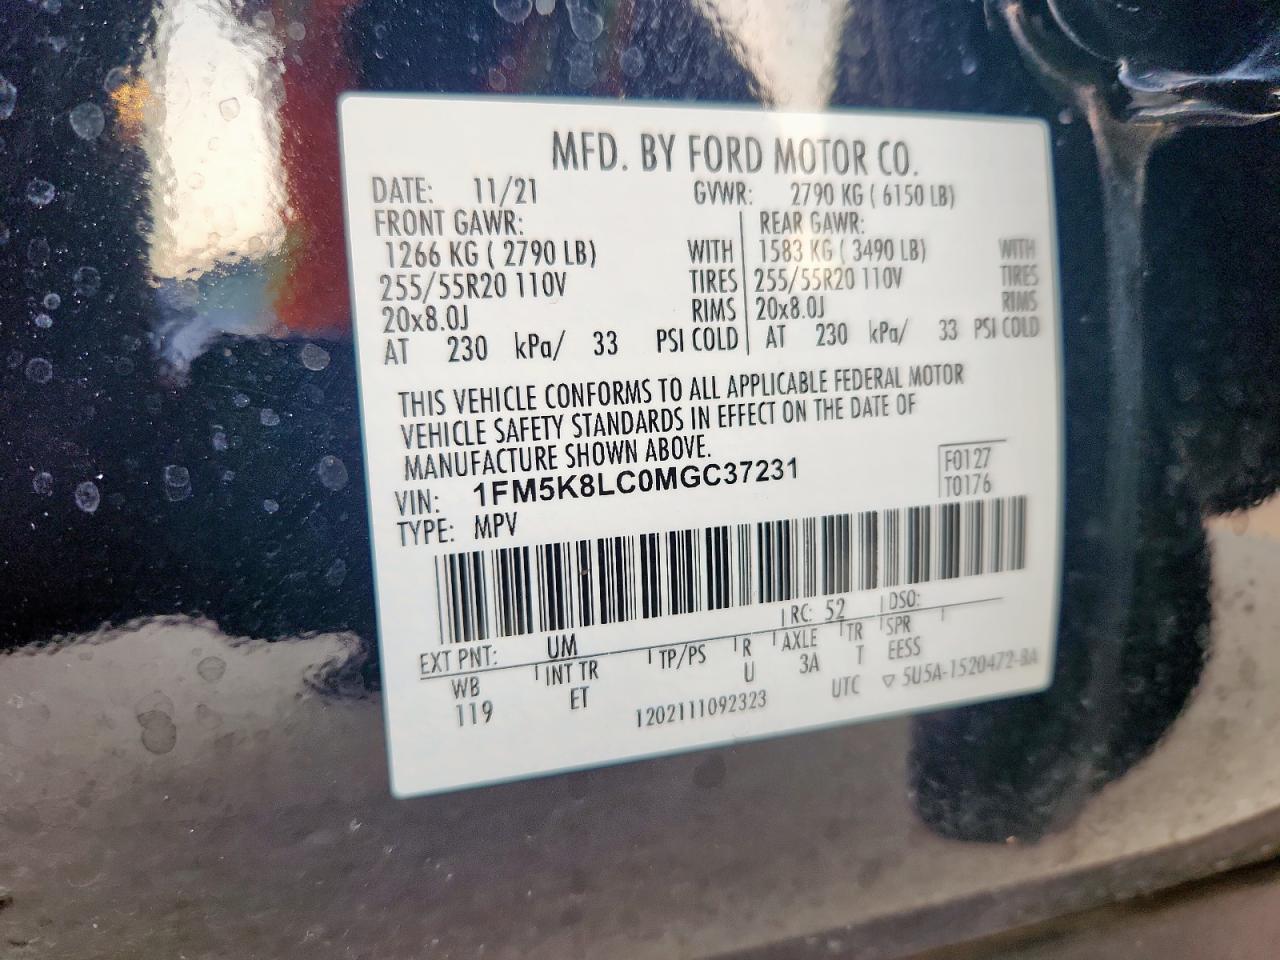 MFD. BY FORD MOTOR CO.
DATE: 11/21 GVWR: 2790 KG ( 6150 LB)
FRONT GAWR: REAR GAWR:
1266 KG ( 2790 LB) WITH 1583 KG ( 3490 LB) WITH
255/55R20 110V TIRES 255/55R20 110V TIRES
20x8.0J RIMS 20x8.0J RIMS
AT 230 kPa/ 33 PSI COLD AT 230 kPa/ 33 PSI COLD
THIS VEHICLE CONFORMS TO ALL APPLICABLE FEDERAL MOTOR
VEHICLE SAFETY STANDARDS IN EFFECT ON THE DATE OF
MANUFACTURE SHOWN ABOVE.
VIN: 1FM5K8LC0MGC37231 F0127
TYPE: MPV T0176
EXT PNT: UM RC: 52 DSO:
WB INT TR TP/PS R AXLE TR SPR
119 ET U 3A T EESS
1202111092323 UTC ▽ 5U5A-1520472-BA